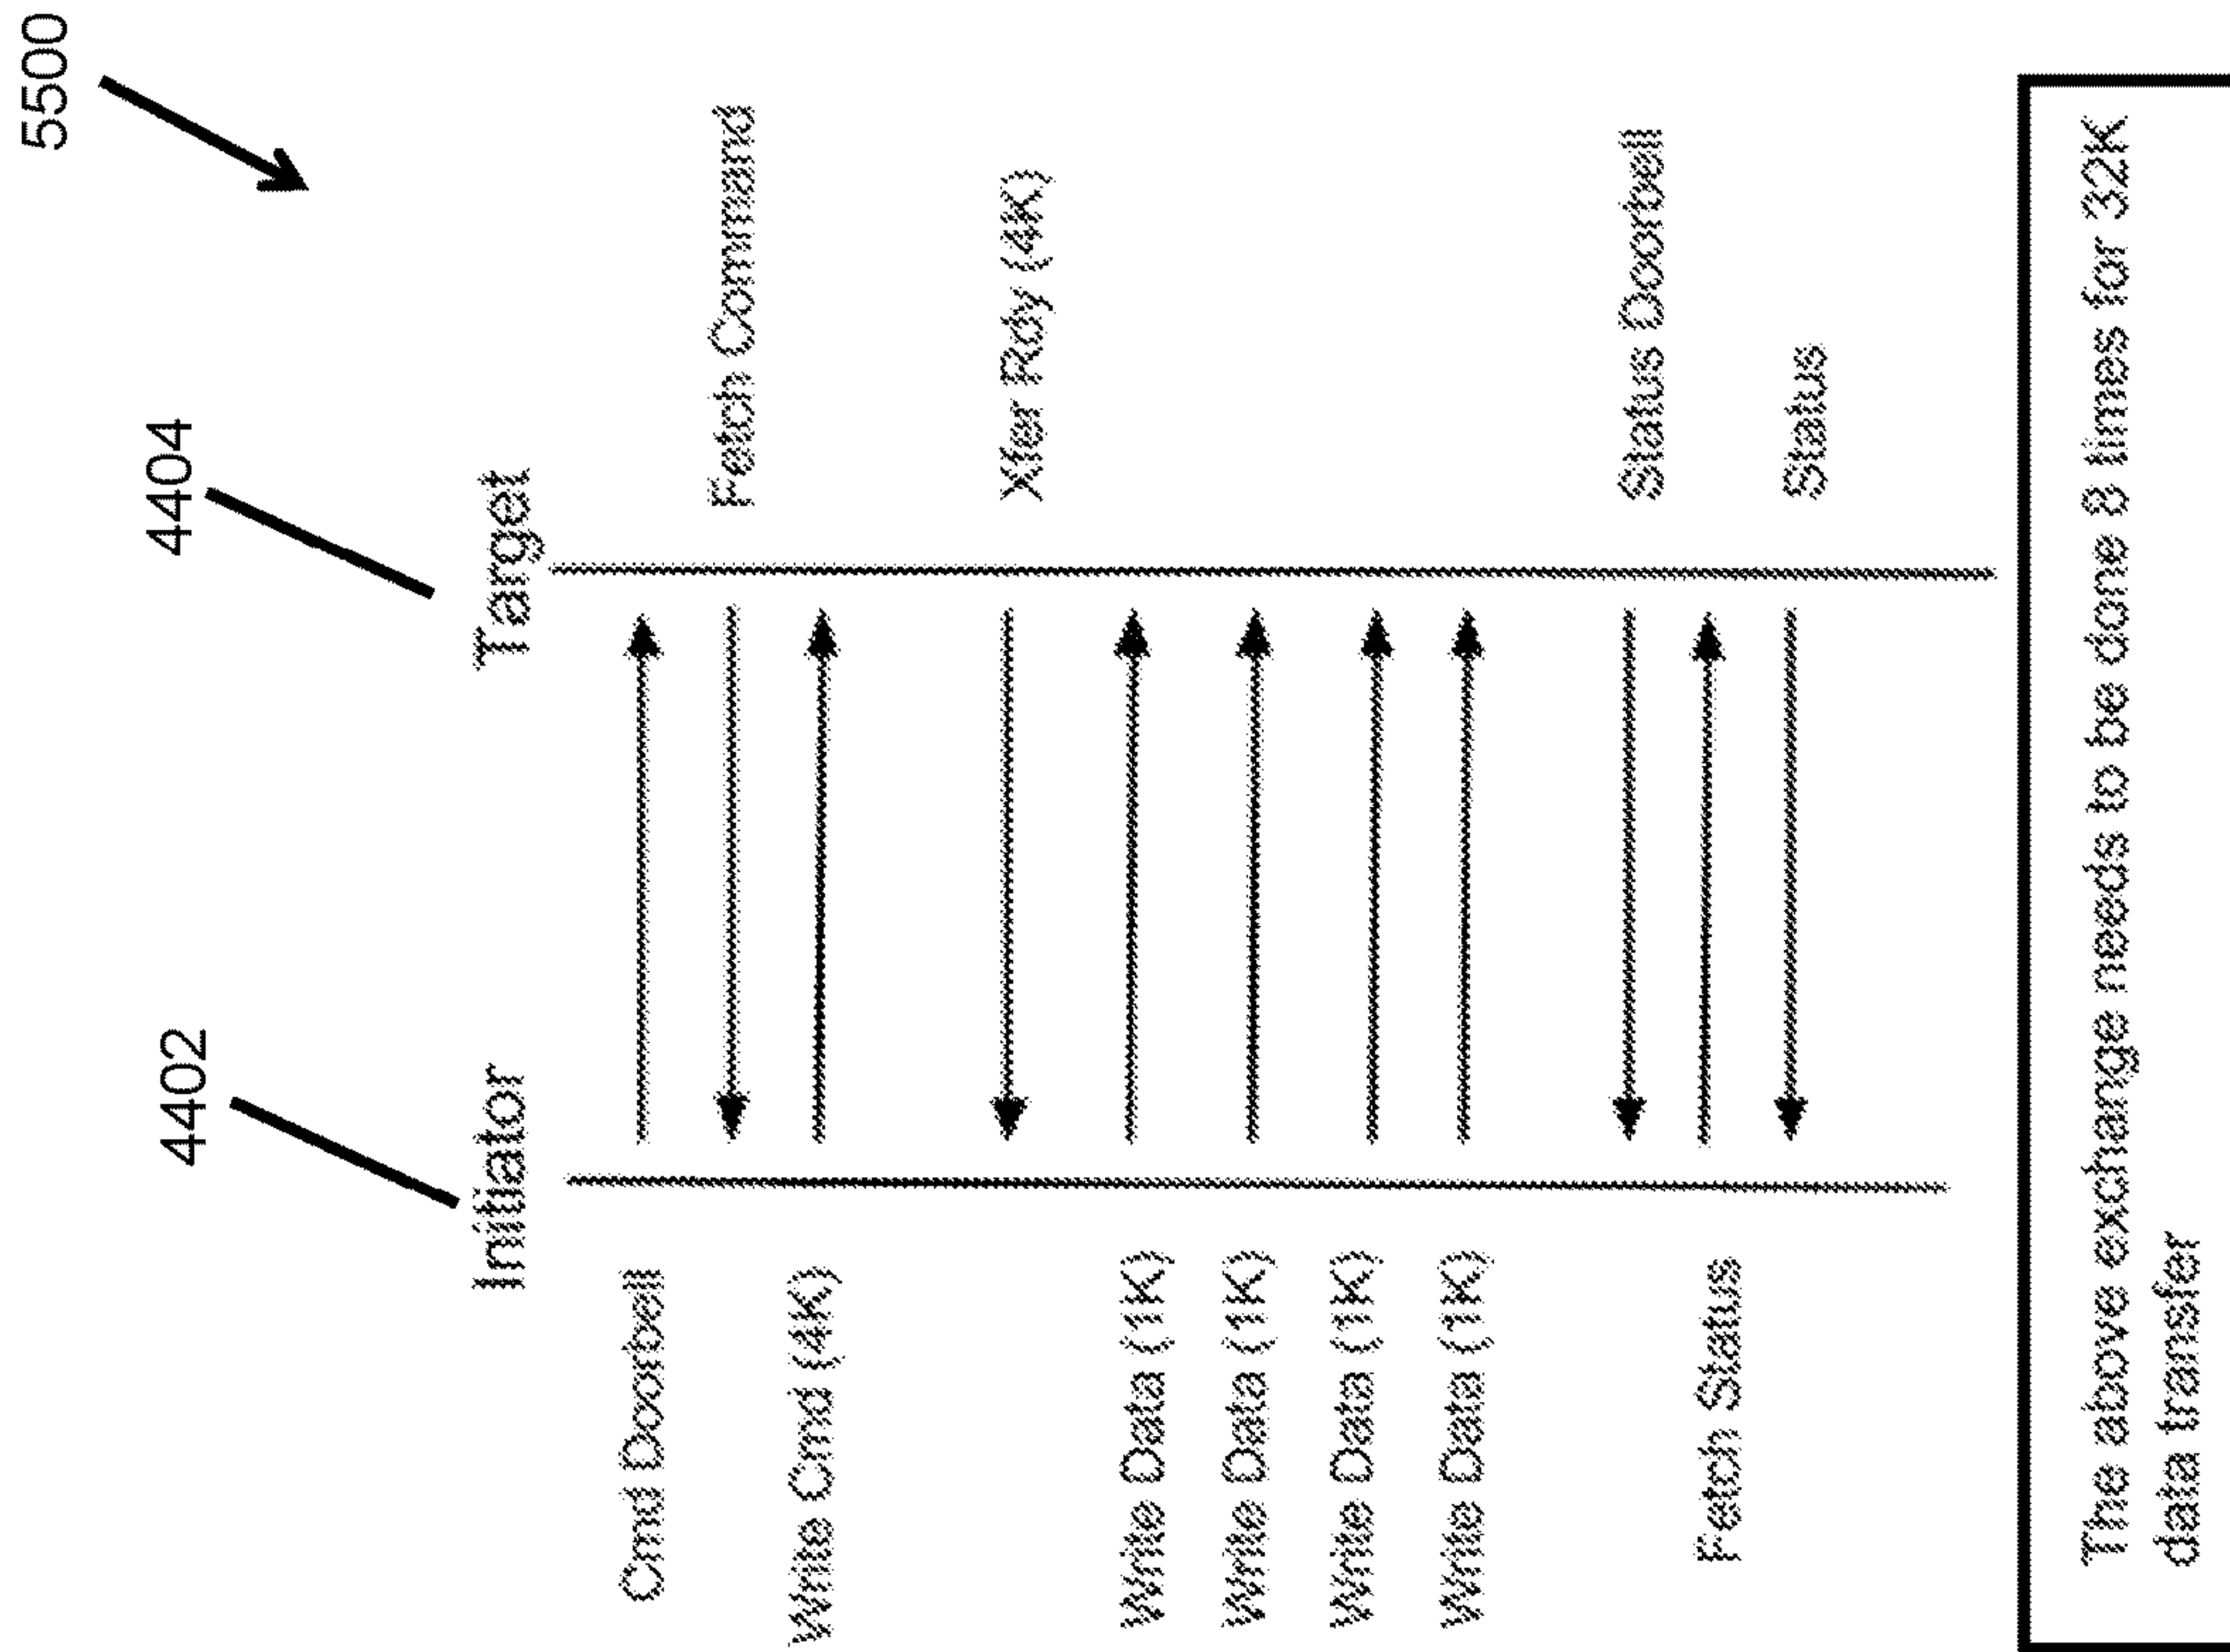 5500
4402
4404
Initiator
Target
Cmd Doorbell
Fetch Command
Write Cmd (4K)
Xfer Rdy (4K)
Write Data (1K)
Write Data (1K)
Write Data (1K)
Write Data (1K)
Status Doorbell
Fetch Status
Status
The above exchange needs to be done 8 times for 32K
data transfer